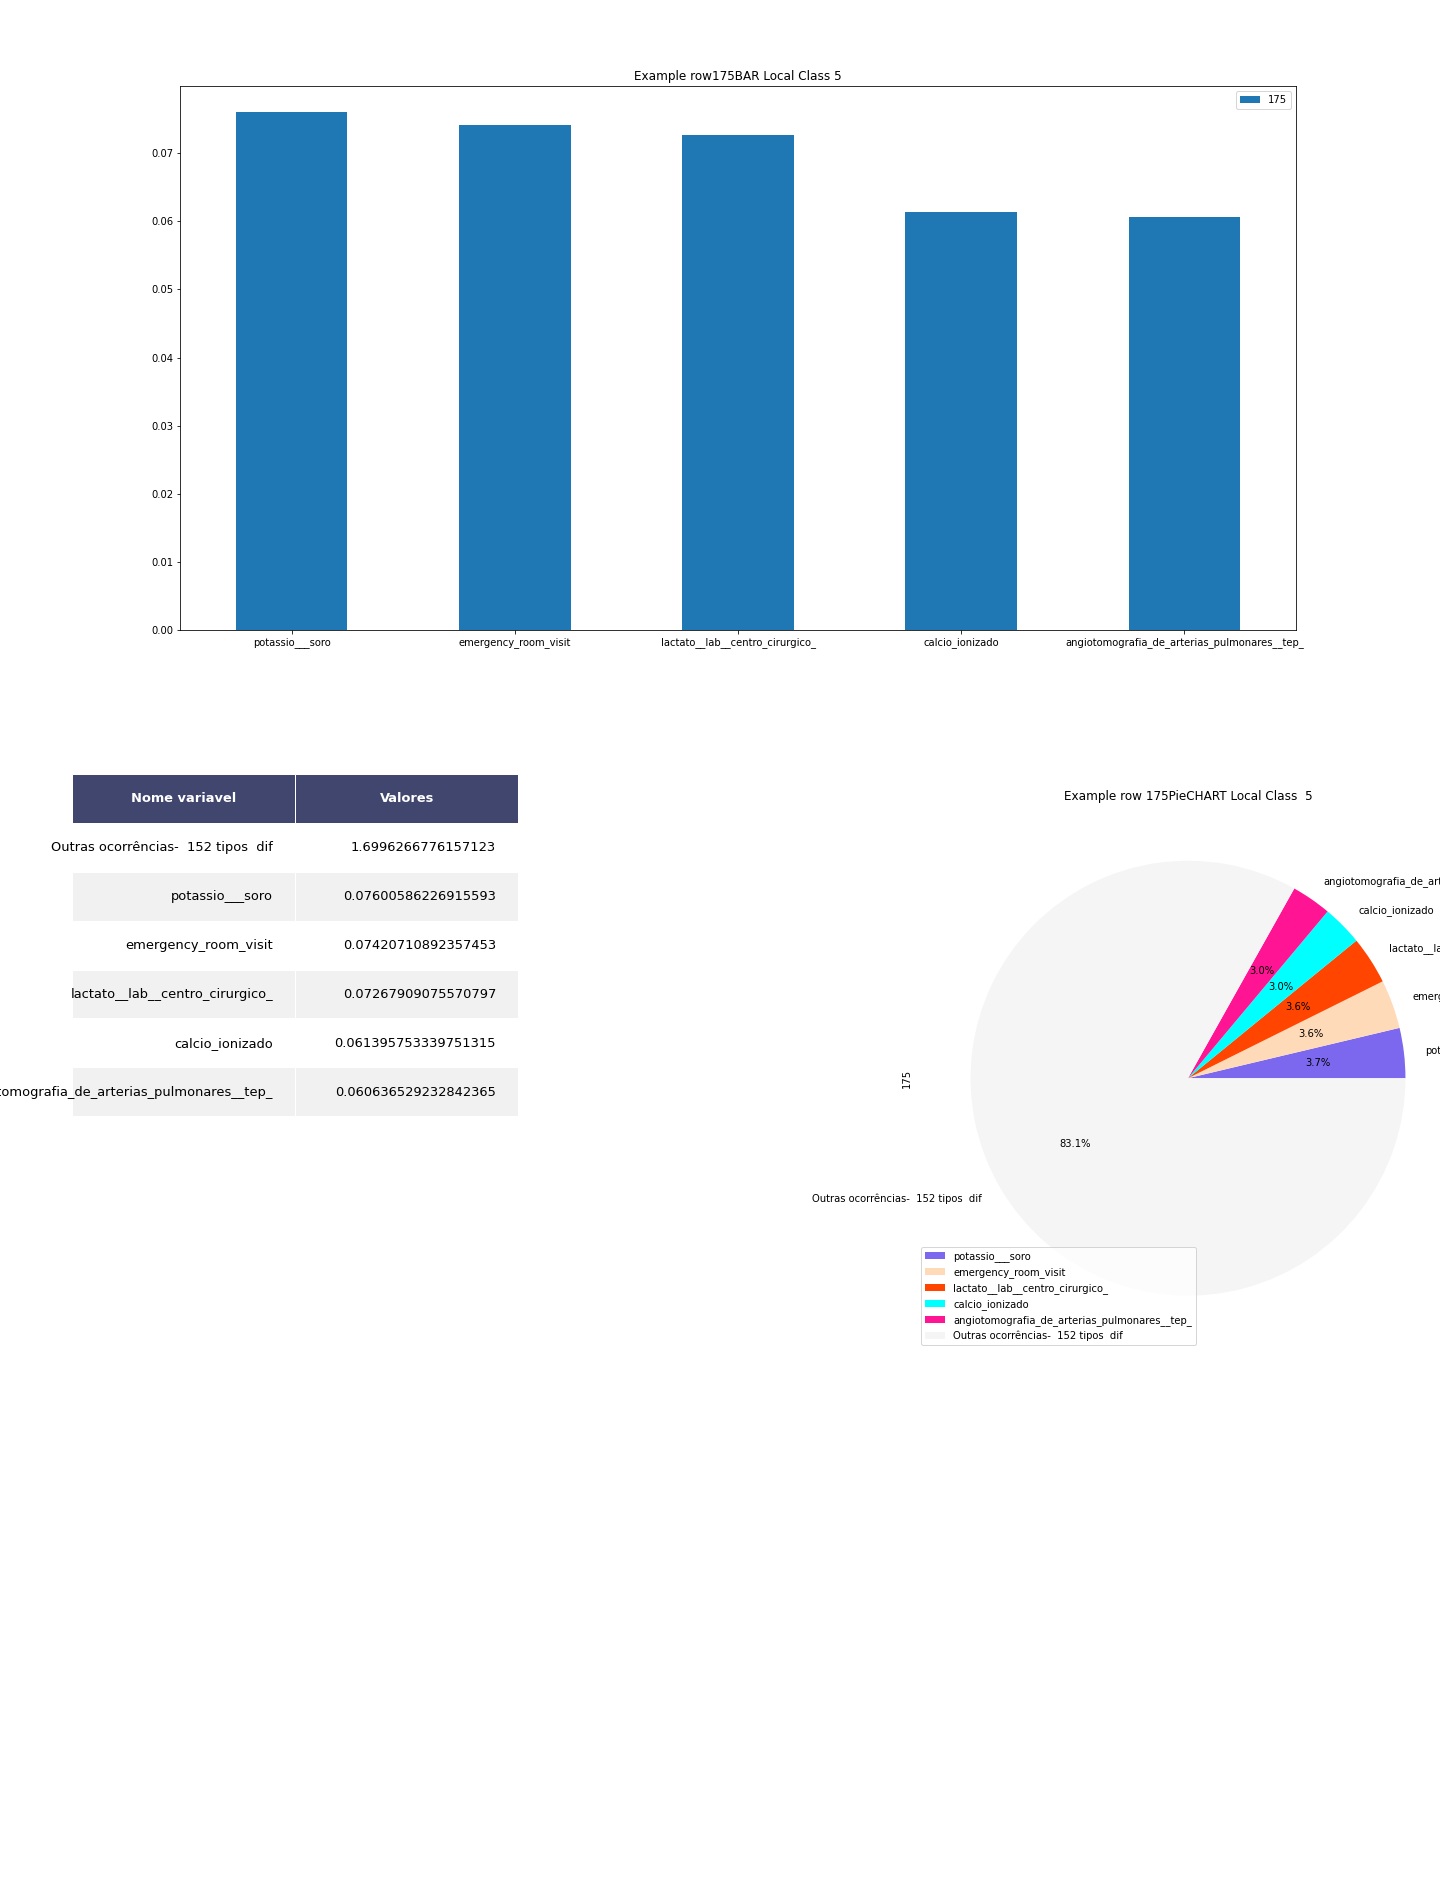 Example row175BAR Local Class 5
175
0.07
0.06
0.05
0.04
0.03
0.02
0.01
0.00
potassio___soro emergency_room_visit lactato__lab__centro_cirurgico_ calcio_ionizado angiotomografia_de_arterias_pulmonares__tep_
Nome variavel Valores
Outras ocorrências-  152 tipos  dif 1.6996266776157123
potassio___soro 0.07600586226915593
emergency_room_visit 0.07420710892357453
lactato__lab__centro_cirurgico_ 0.07267909075570797
calcio_ionizado 0.061395753339751315
tomografia_de_arterias_pulmonares__tep_ 0.060636529232842365
Example row 175PieCHART Local Class  5
angiotomografia_de_art
calcio_ionizado
lactato__la
emerg
pot
3.0%
3.0%
3.6%
3.6%
3.7%
175
83.1%
Outras ocorrências-  152 tipos  dif
potassio___soro
emergency_room_visit
lactato__lab__centro_cirurgico_
calcio_ionizado
angiotomografia_de_arterias_pulmonares__tep_
Outras ocorrências-  152 tipos  dif